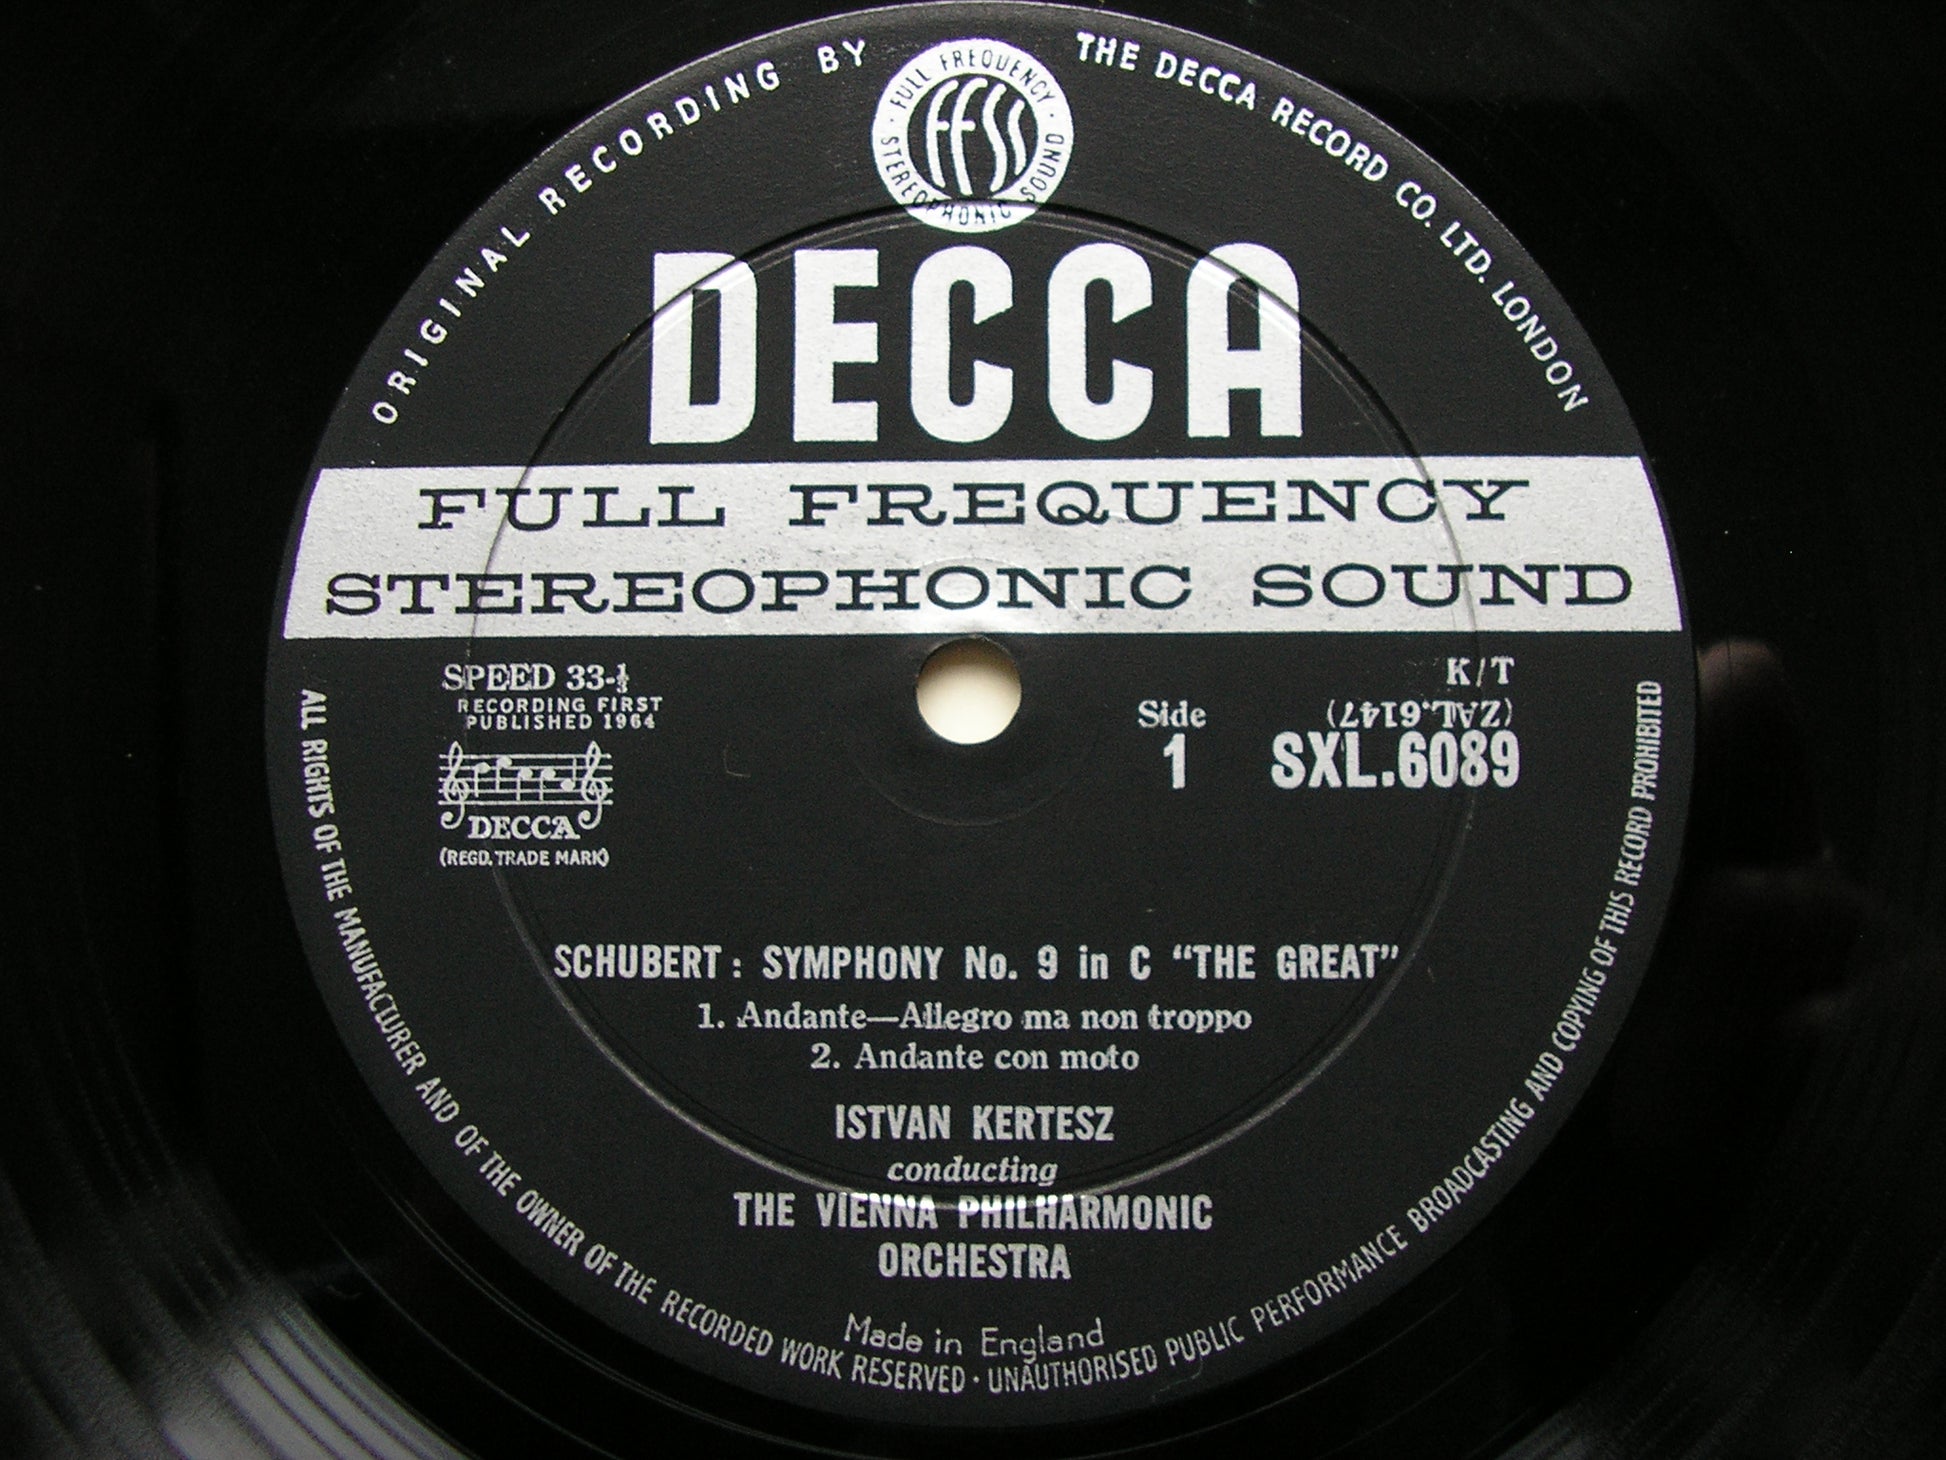 ORIGINAL RECORDING BY THE DECCA RECORD CO. LTD. LONDON
· FULL FREQUENCY · STEREOPHONIC SOUND
FFSS
DECCA
FULL FREQUENCY
STEREOPHONIC SOUND
SPEED 33-⅓
RECORDING FIRST
PUBLISHED 1964
DECCA
(REGD. TRADE MARK)
K/T
(ZAL.6147)
Side
1
SXL.6089
SCHUBERT: SYMPHONY No. 9 in C “THE GREAT”
1. Andante—Allegro ma non troppo
2. Andante con moto
ISTVAN KERTESZ
conducting
THE VIENNA PHILHARMONIC
ORCHESTRA
Made in England
ALL RIGHTS OF THE MANUFACTURER AND OF THE OWNER OF THE RECORDED WORK RESERVED · UNAUTHORISED PUBLIC PERFORMANCE BROADCASTING AND COPYING OF THIS RECORD PROHIBITED